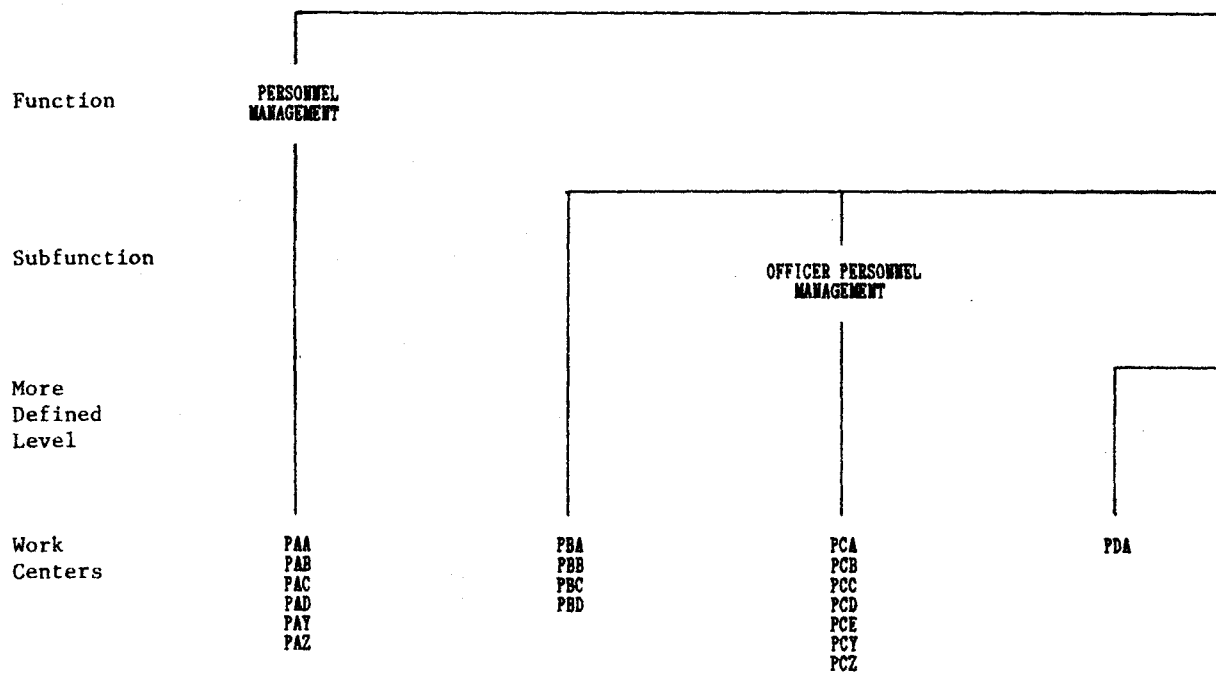 Function
PERSONNEL
MANAGEMENT
Subfunction
OFFICER PERSONNEL
MANAGEMENT
More
Defined
Level
Work
Centers
PAA
PAB
PAC
PAD
PAY
PAZ
PBA
PBB
PBC
PBD
PCA
PCB
PCC
PCD
PCE
PCY
PCZ
PDA